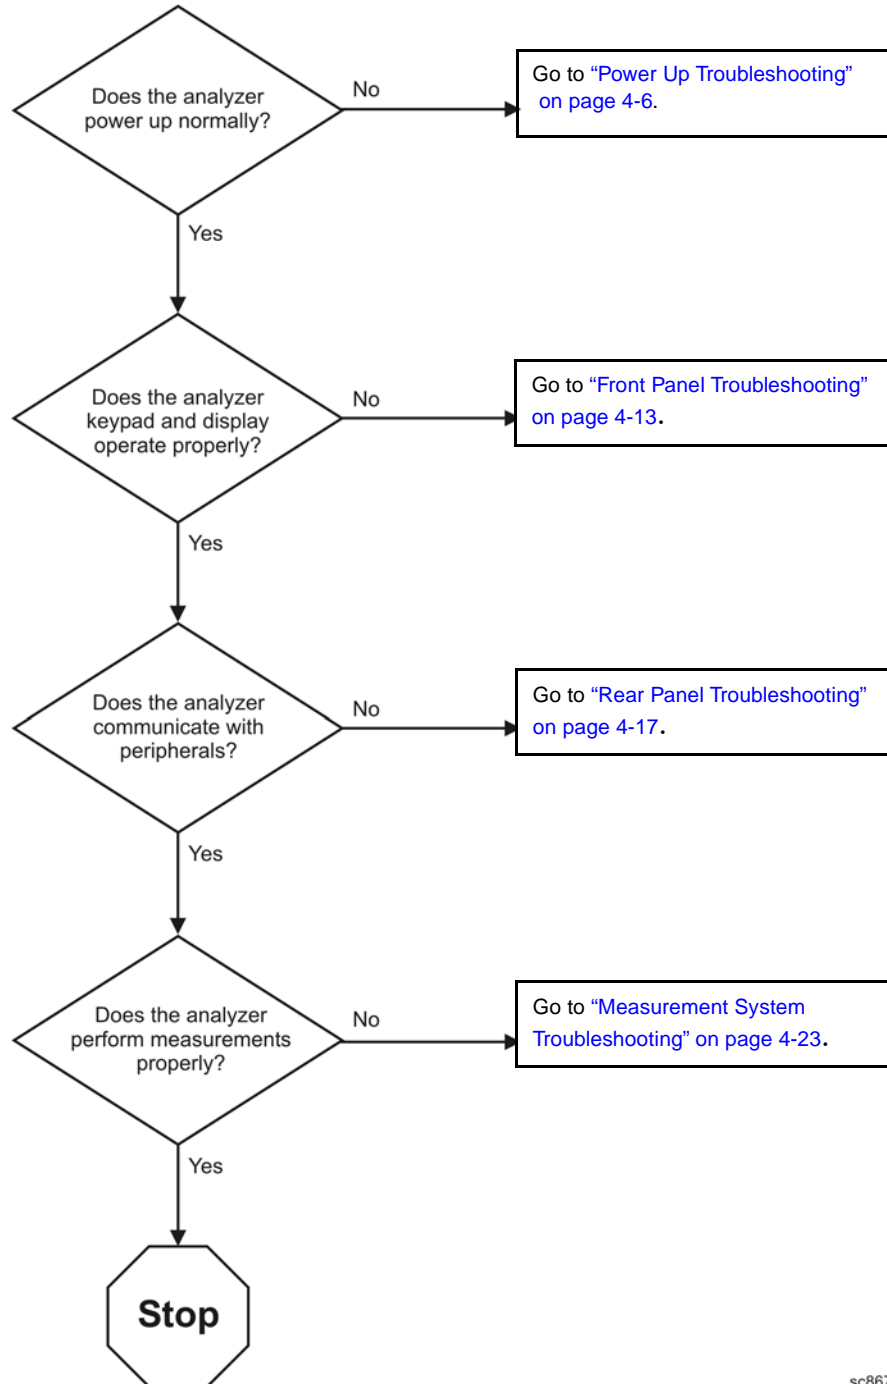 Does the analyzer
power up normally?
No
Go to “Power Up Troubleshooting”
on page 4-6.
Yes
Does the analyzer
keypad and display
operate properly?
No
Go to “Front Panel Troubleshooting”
on page 4-13.
Yes
Does the analyzer
communicate with
peripherals?
No
Go to “Rear Panel Troubleshooting”
on page 4-17.
Yes
Does the analyzer
perform measurements
properly?
No
Go to “Measurement System
Troubleshooting” on page 4-23.
Yes
Stop
sc867